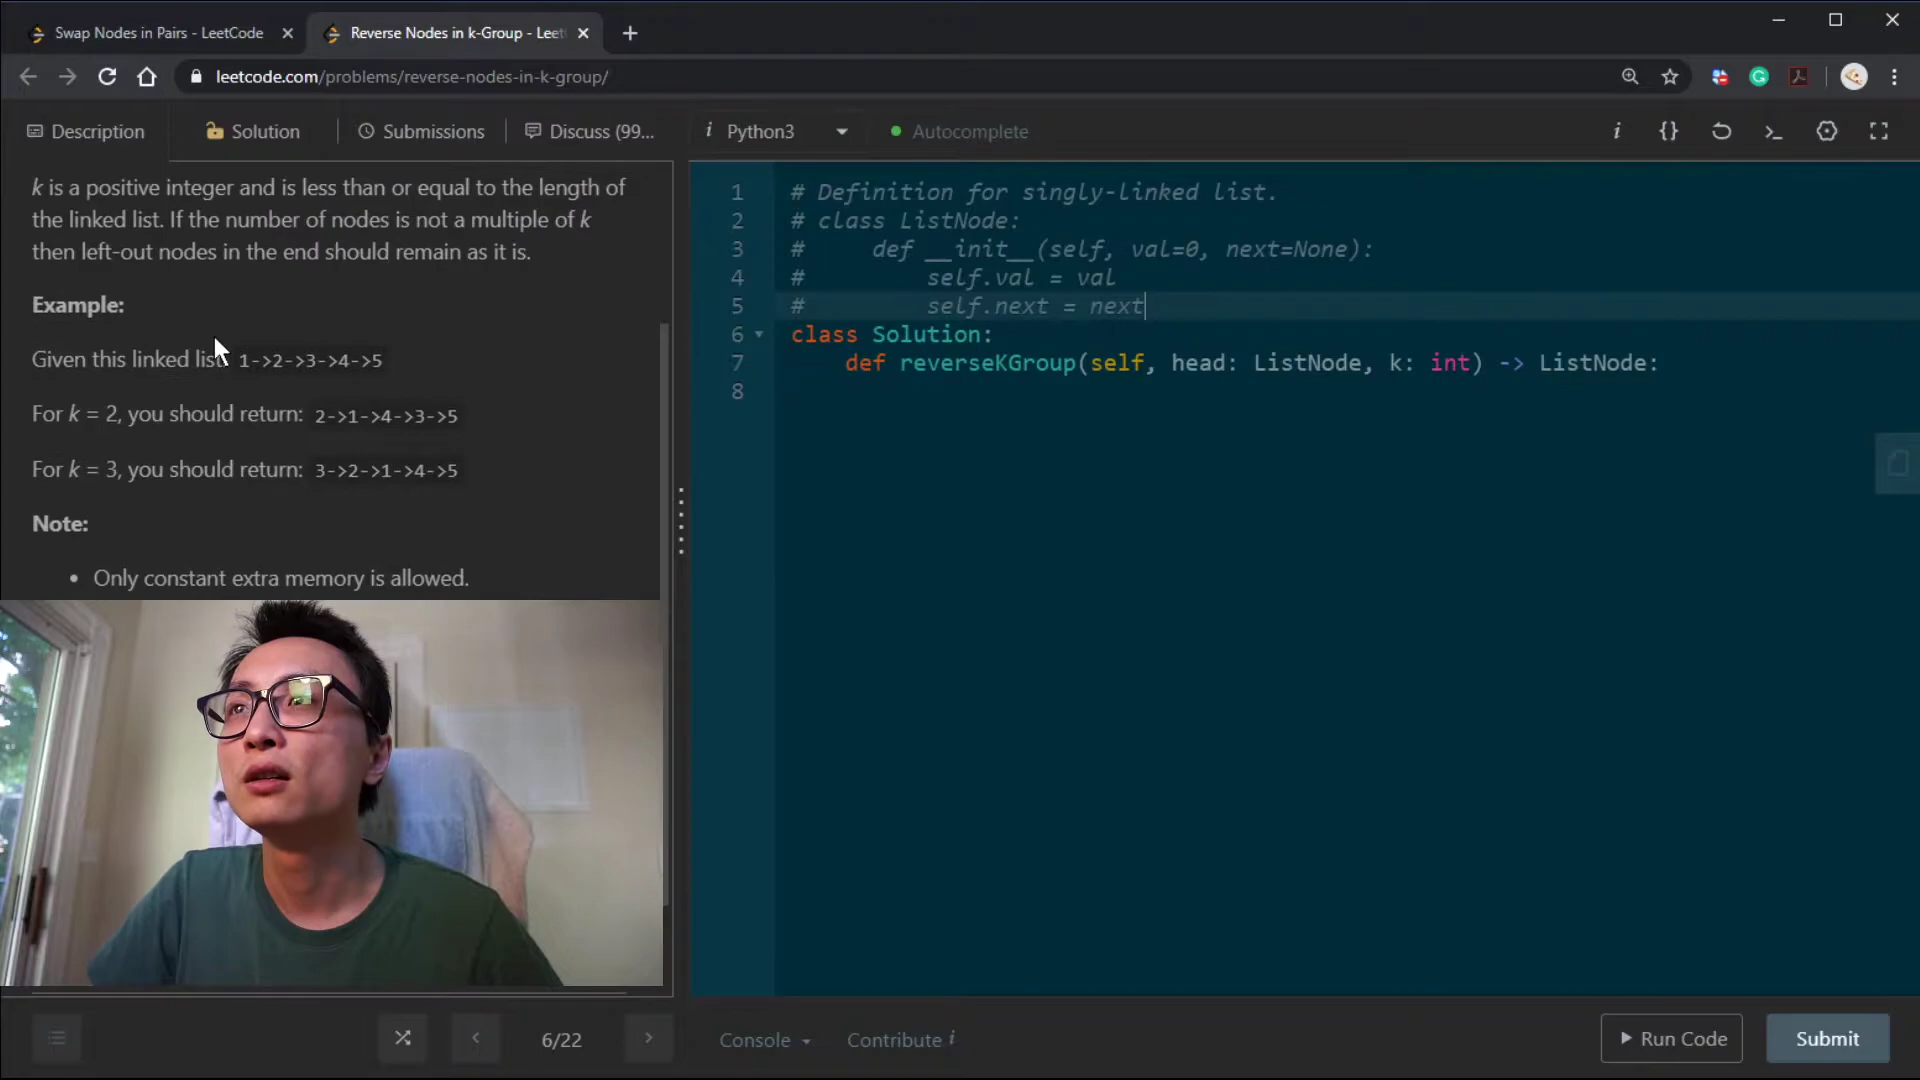 Swap Nodes in Pairs - LeetCode
Reverse Nodes in k-Group - Leet
leetcode.com/problems/reverse-nodes-in-k-group/
Description
Solution
Submissions
Discuss (99...
i Python3
Autocomplete
i {}
k is a positive integer and is less than or equal to the length of
the linked list. If the number of nodes is not a multiple of k
then left-out nodes in the end should remain as it is.
Example:
Given this linked list: 1->2->3->4->5
For k = 2, you should return: 2->1->4->3->5
For k = 3, you should return: 3->2->1->4->5
Note:
• Only constant extra memory is allowed.
1 # Definition for singly-linked list.
2 # class ListNode:
3 #     def __init__(self, val=0, next=None):
4 #         self.val = val
5 #         self.next = next
6 class Solution:
7     def reverseKGroup(self, head: ListNode, k: int) -> ListNode:
8
6/22
Console
Contribute i
Run Code
Submit